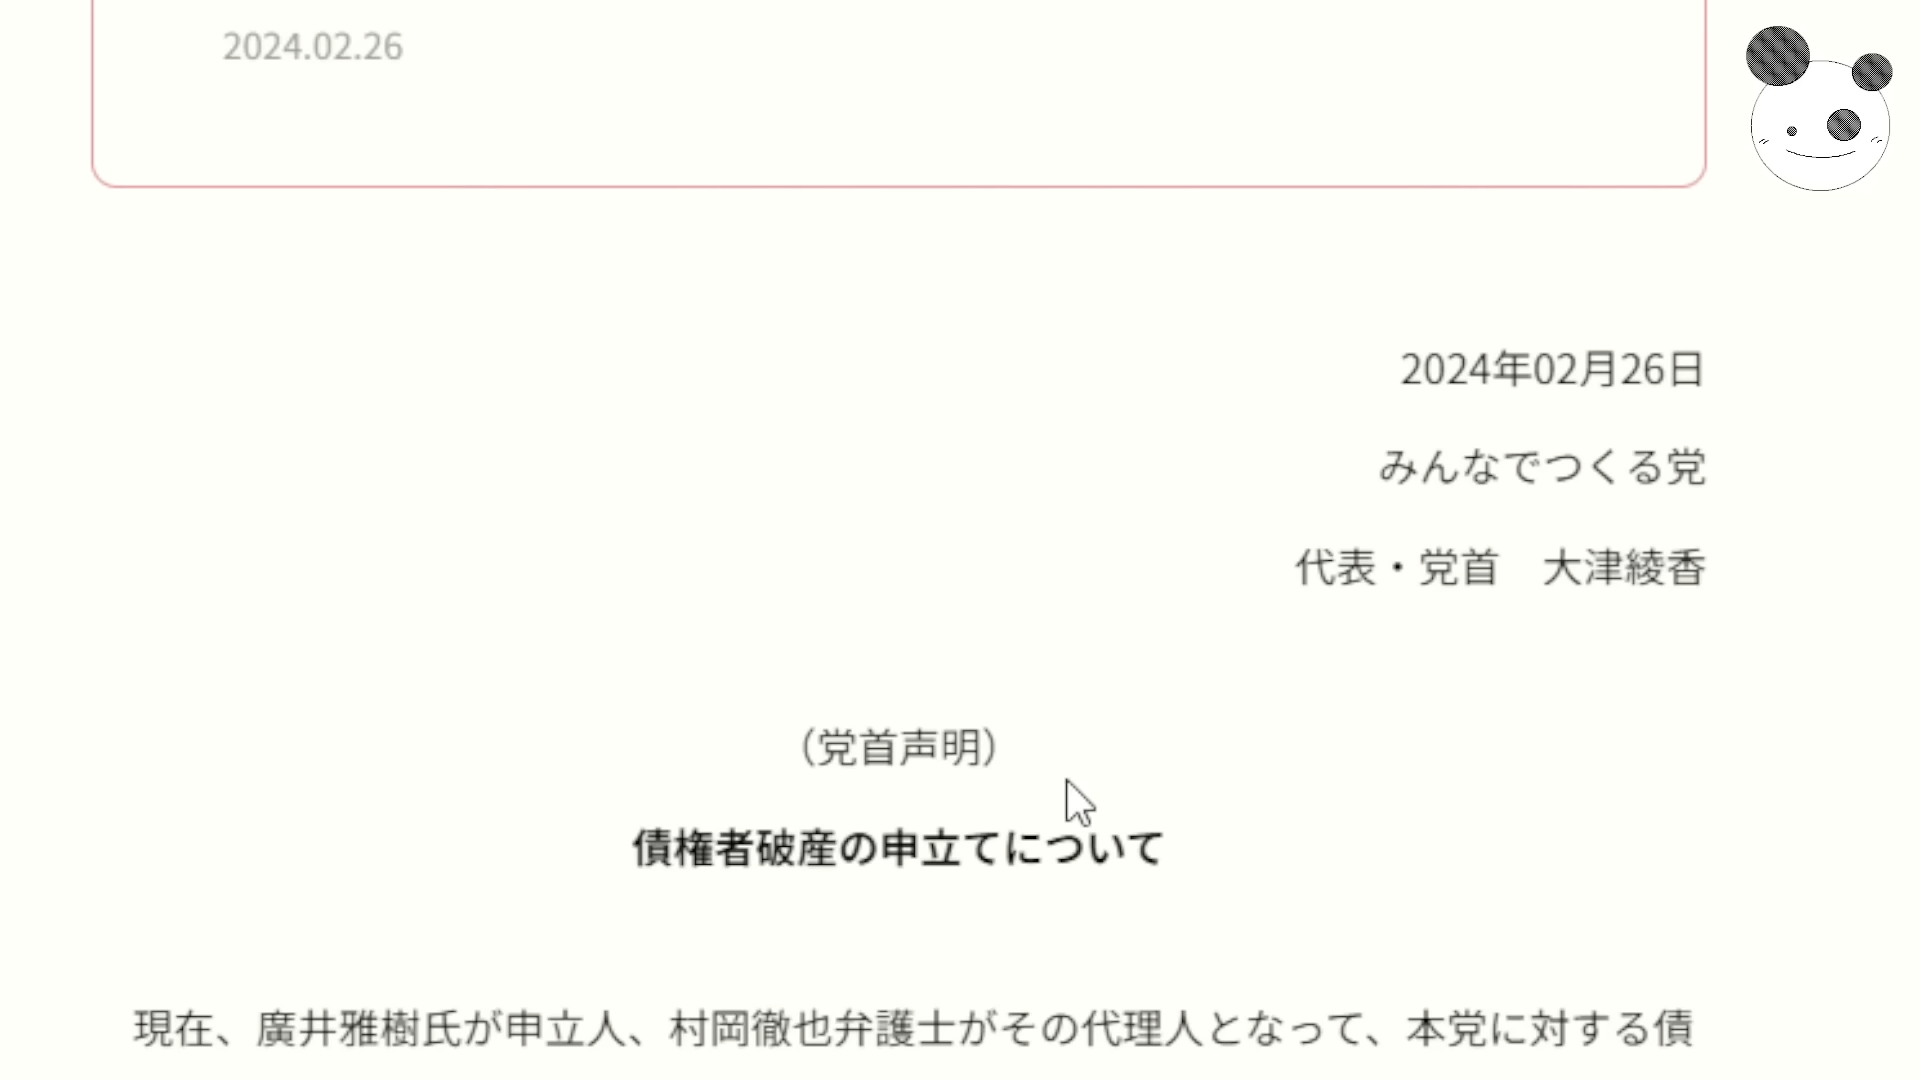 2024.02.26
2024年02月26日
みんなでつくる党
代表・党首　大津綾香
（党首声明）
債権者破産の申立てについて
現在、廣井雅樹氏が申立人、村岡徹也弁護士がその代理人となって、本党に対する債